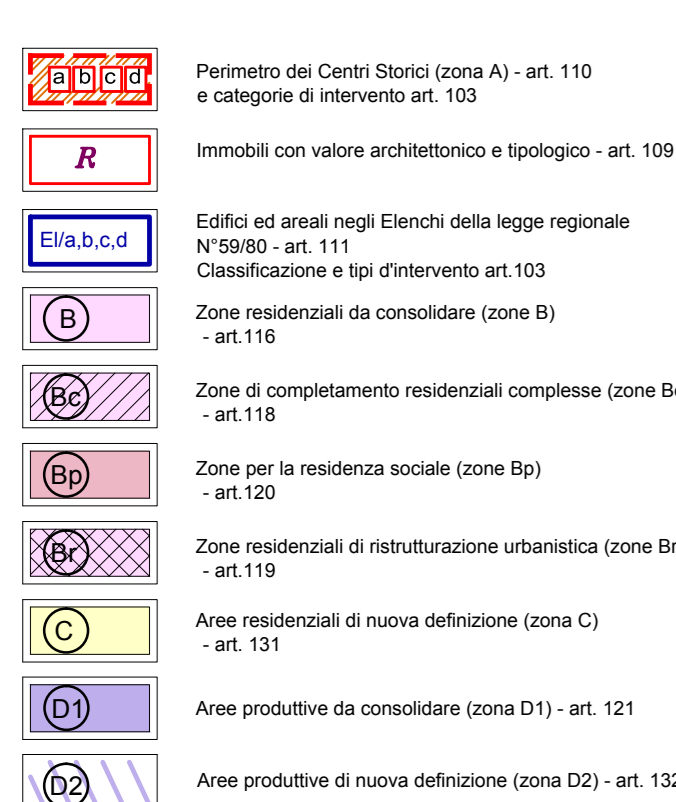 a b c d
Perimetro dei Centri Storici (zona A) - art. 110
e categorie di intervento art. 103
R
Immobili con valore architettonico e tipologico - art. 109
El/a,b,c,d
Edifici ed areali negli Elenchi della legge regionale
N°59/80 - art. 111
Classificazione e tipi d'intervento art.103
B
Zone residenziali da consolidare (zone B)
- art.116
Bc
Zone di completamento residenziali complesse (zone Bc
- art.118
Bp
Zone per la residenza sociale (zone Bp)
- art.120
Br
Zone residenziali di ristrutturazione urbanistica (zone Br
- art.119
C
Aree residenziali di nuova definizione (zona C)
- art. 131
D1
Aree produttive da consolidare (zona D1) - art. 121
D2
Aree produttive di nuova definizione (zona D2) - art. 132